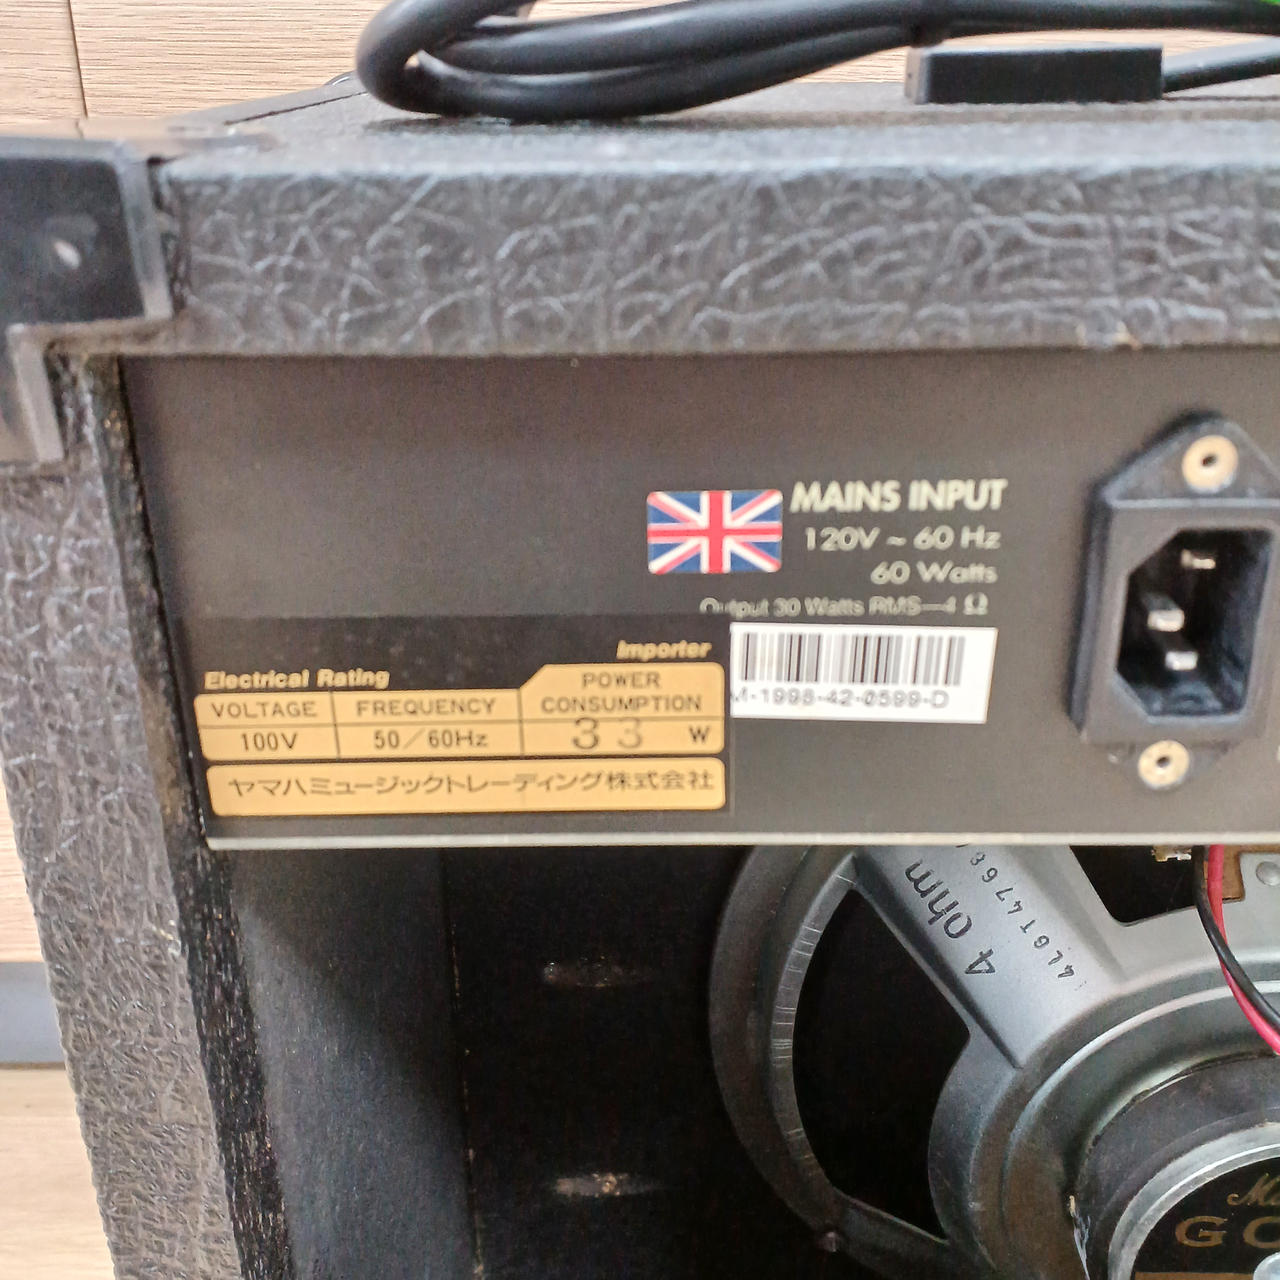 MAINS INPUT
120V ~ 60 Hz
60 Watts
Output 30 Watts RMS—4 Ω
M-1998-42-0599-D
Importer
Electrical Rating
VOLTAGE FREQUENCY POWER CONSUMPTION
100V 50/60Hz 33 W
ヤマハミュージックトレーディング株式会社
4 ohm